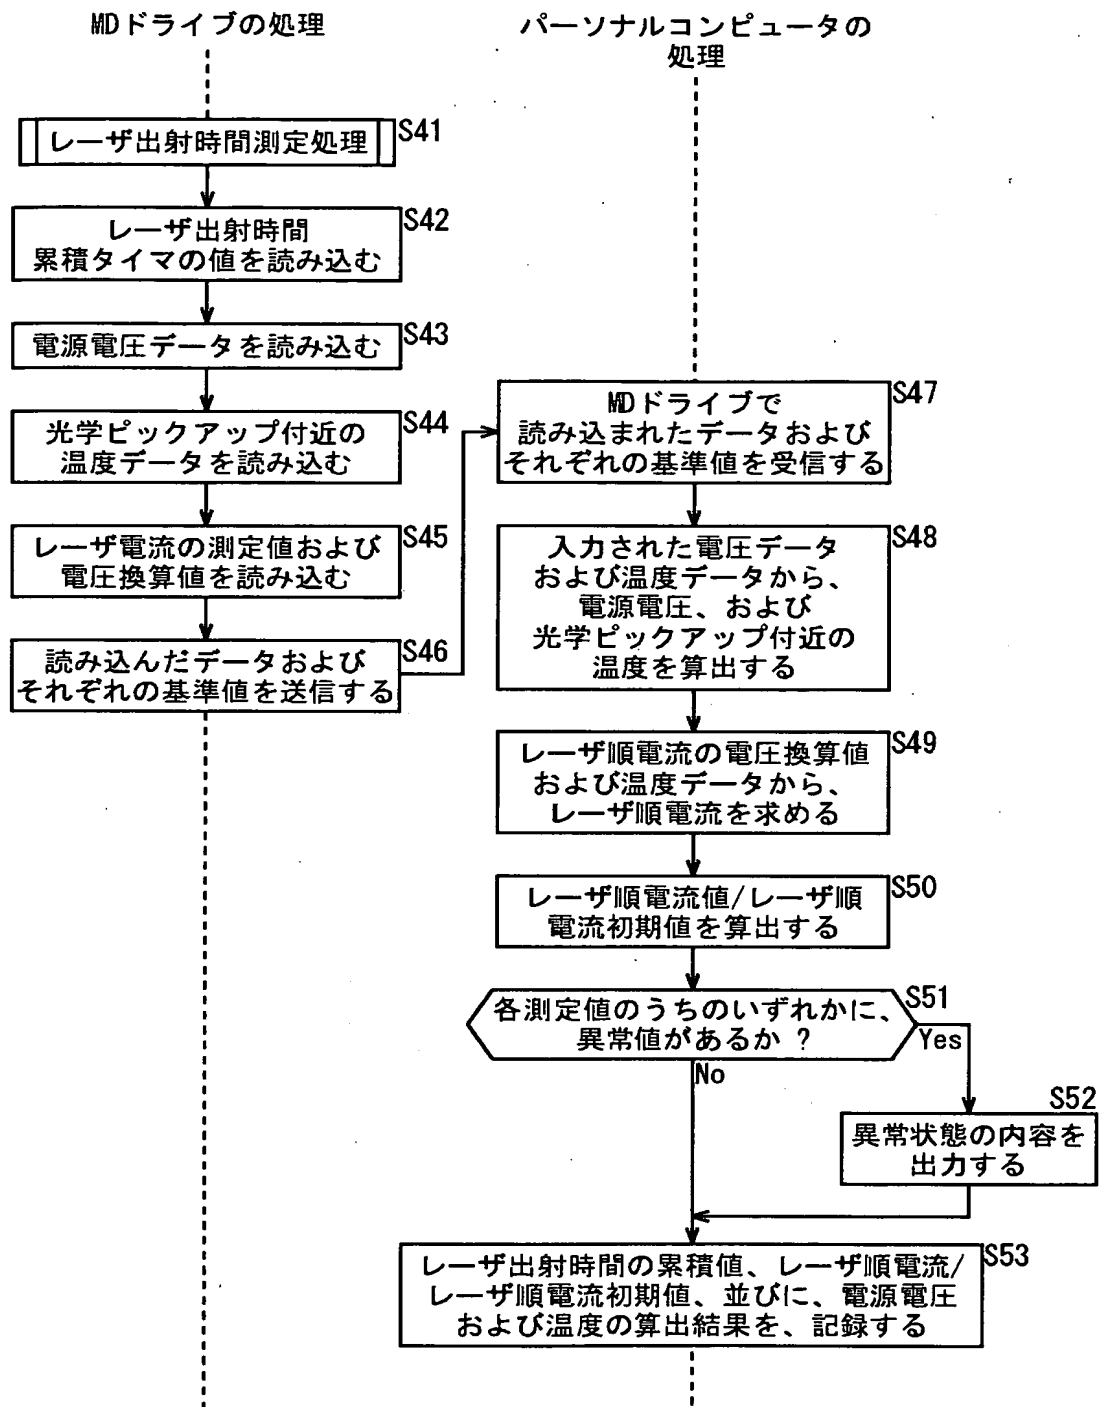 MDドライブの処理
パーソナルコンピュータの
処理
レーザ出射時間測定処理
S41
レーザ出射時間
累積タイマの値を読み込む
S42
電源電圧データを読み込む
S43
光学ピックアップ付近の
温度データを読み込む
S44
レーザ電流の測定値および
電圧換算値を読み込む
S45
読み込んだデータおよび
それぞれの基準値を送信する
S46
MDドライブで
読み込まれたデータおよび
それぞれの基準値を受信する
S47
入力された電圧データ
および温度データから、
電源電圧、および
光学ピックアップ付近の
温度を算出する
S48
レーザ順電流の電圧換算値
および温度データから、
レーザ順電流を求める
S49
レーザ順電流値/レーザ順
電流初期値を算出する
S50
各測定値のうちのいずれかに、
異常値があるか ?
S51
Yes
No
S52
異常状態の内容を
出力する
レーザ出射時間の累積値、レーザ順電流/
レーザ順電流初期値、並びに、電源電圧
および温度の算出結果を、記録する
S53